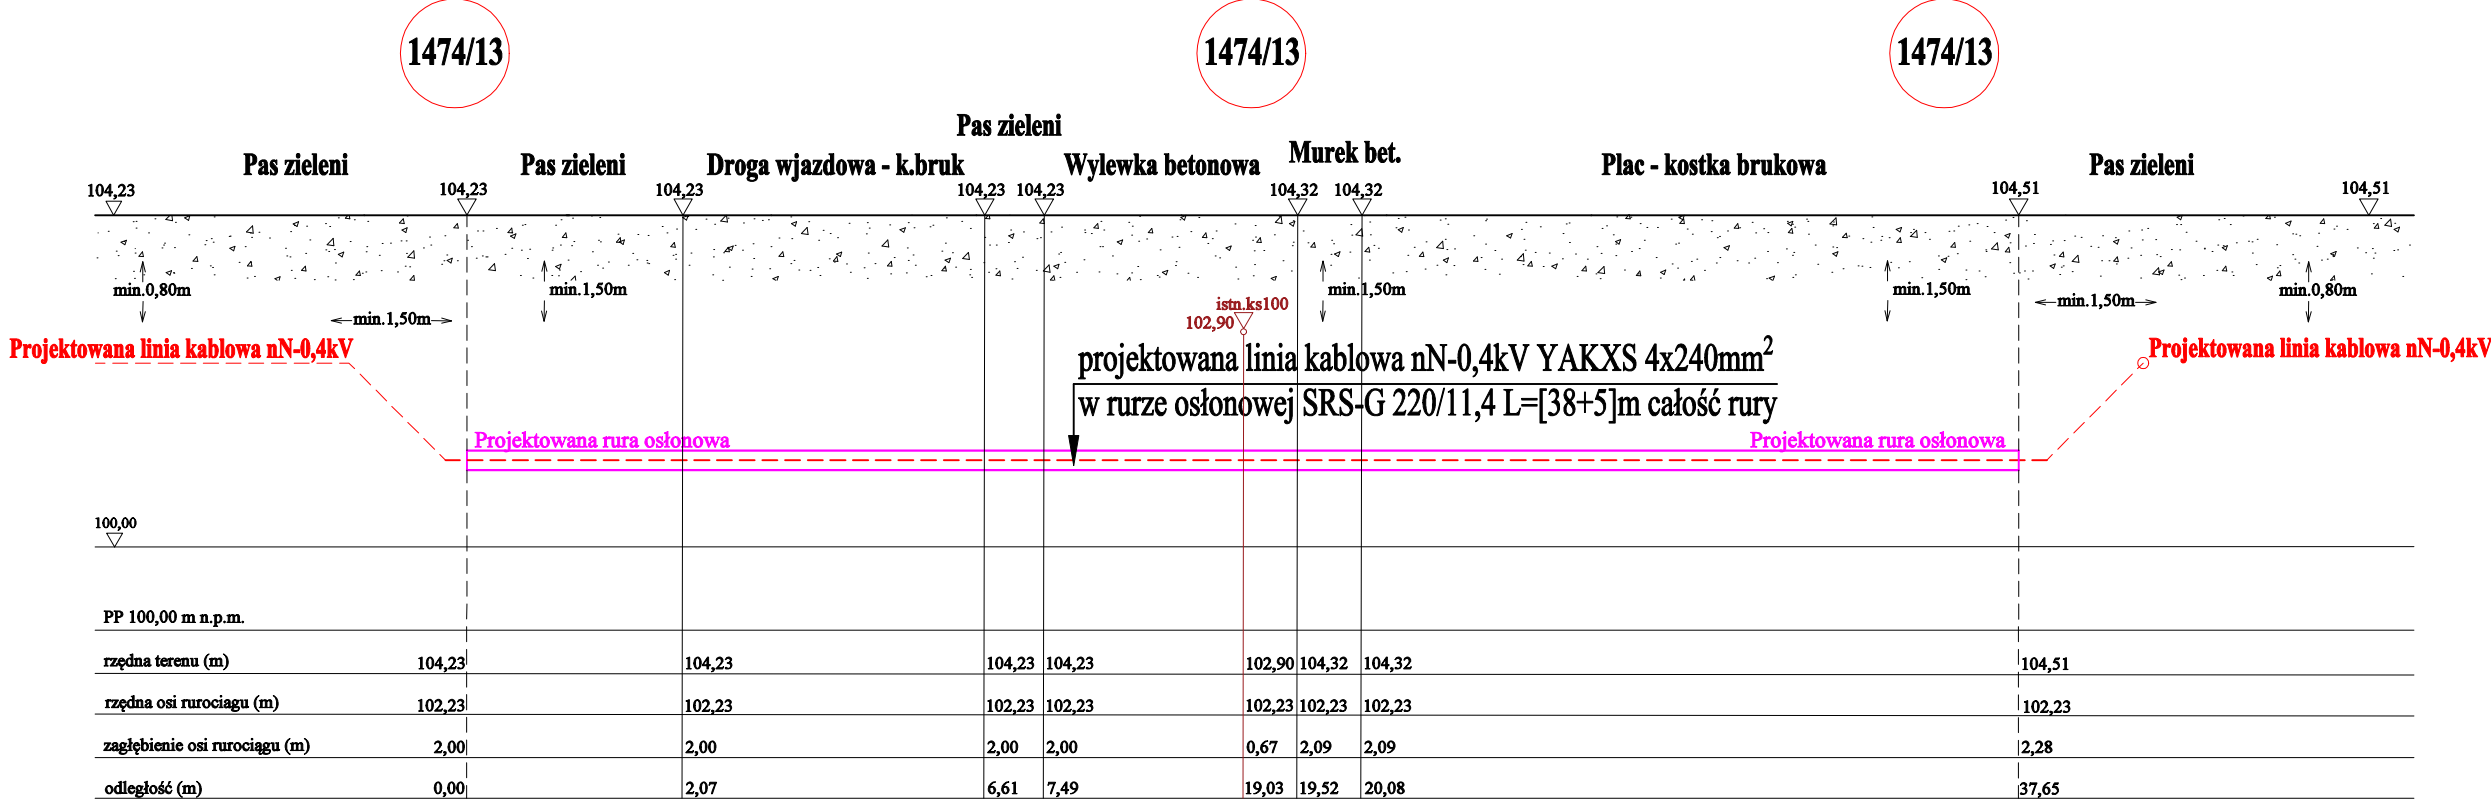 1474/13 1474/13 1474/13
Pas zieleni
Pas zieleni Pas zieleni Droga wjazdowa - k.bruk Wylewka betonowa Murek bet. Plac - kostka brukowa Pas zieleni
104,23 104,23 104,23 104,23 104,23 104,32 104,32 104,51 104,51
min.0,80m min.1,50m min.1,50m min.1,50m min.1,50m min.0,80m
min.1,50m
istn.ks100
102,90
Projektowana linia kablowa nN-0,4kV Projektowana linia kablowa nN-0,4kV
projektowana linia kablowa nN-0,4kV YAKXS 4x240mm²
w rurze osłonowej SRS-G 220/11,4 L=[38+5]m całość rury
Projektowana rura osłonowa Projektowana rura osłonowa
100,00
PP 100,00 m n.p.m.
rzędna terenu (m) 104,23 104,23 104,23 104,23 102,90 104,32 104,32 104,51
rzędna osi rurociagu (m) 102,23 102,23 102,23 102,23 102,23 102,23 102,23 102,23
zagłębienie osi rurociągu (m) 2,00 2,00 2,00 2,00 0,67 2,09 2,09 2,28
odległość (m) 0,00 2,07 6,61 7,49 19,03 19,52 20,08 37,65